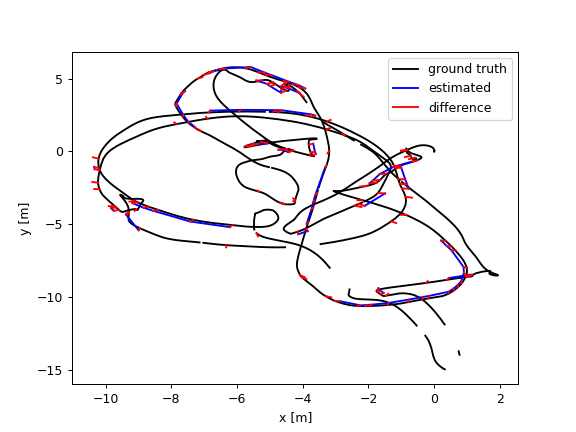 ground truth
estimated
difference
5
0
−5
−10
−15
y [m]
−10 −8 −6 −4 −2 0 2
x [m]